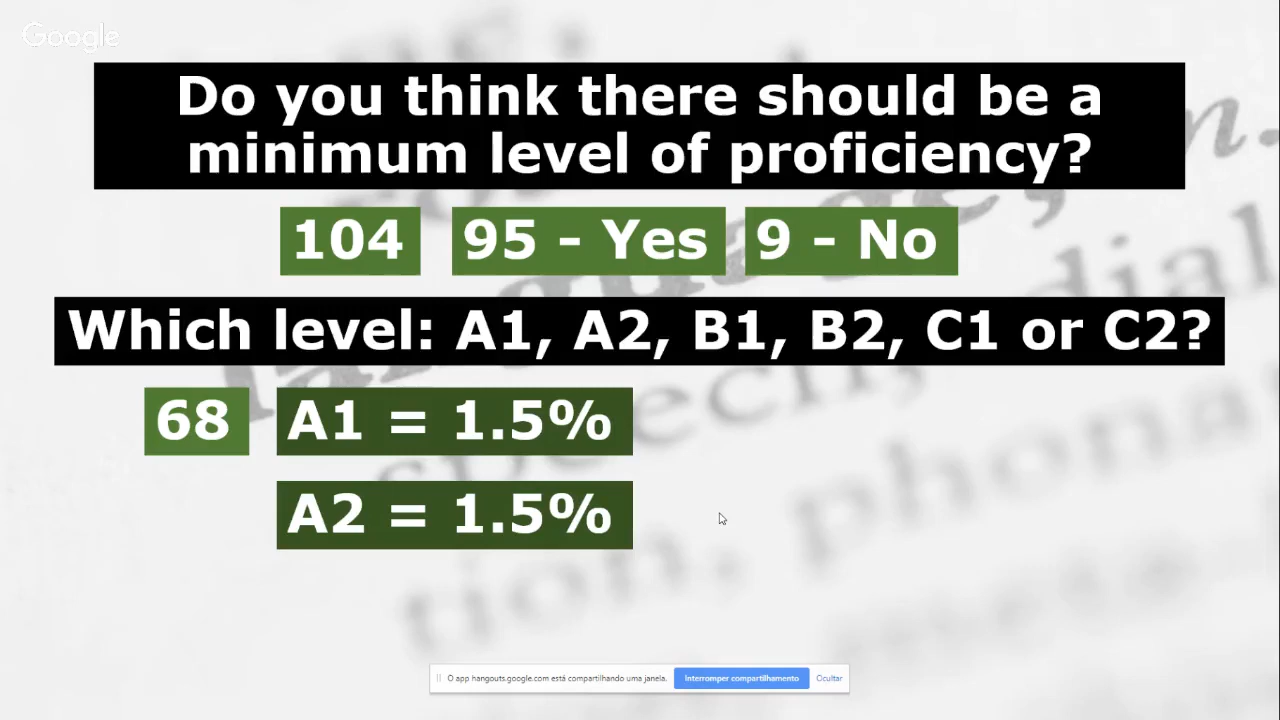 Google
Do you think there should be a
minimum level of proficiency?
104 95 - Yes 9 - No
Which level: A1, A2, B1, B2, C1 or C2?
68 A1 = 1.5%
A2 = 1.5%
O app hangouts.google.com está compartilhando uma janela. Interromper compartilhamento Ocultar